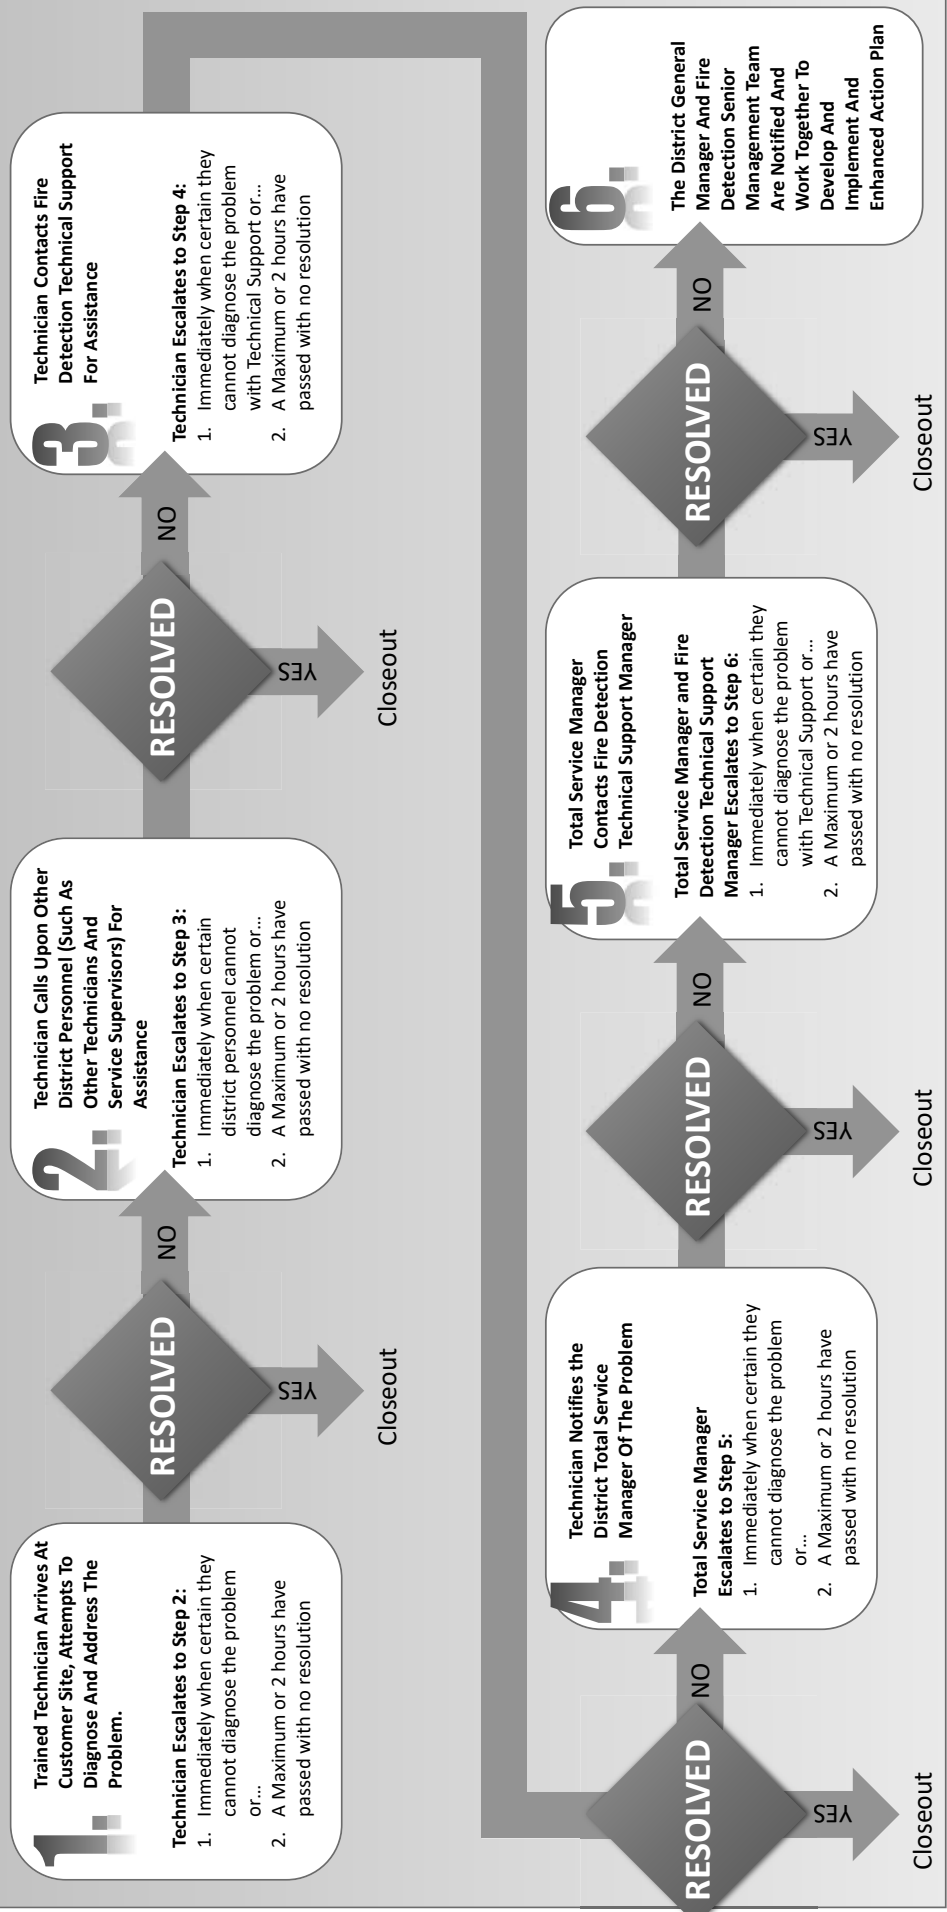 1.
Trained Technician Arrives At
Customer Site, Attempts To
Diagnose And Address The
Problem.
Technician Escalates to Step 2:
1. Immediately when certain they
cannot diagnose the problem
or...
2. A Maximum or 2 hours have
passed with no resolution
RESOLVED
NO
YES
Closeout
2.
Technician Calls Upon Other
District Personnel (Such As
Other Technicians And
Service Supervisors) For
Assistance
Technician Escalates to Step 3:
1. Immediately when certain
district personnel cannot
diagnose the problem or...
2. A Maximum or 2 hours have
passed with no resolution
RESOLVED
NO
YES
Closeout
3.
Technician Contacts Fire
Detection Technical Support
For Assistance
Technician Escalates to Step 4:
1. Immediately when certain they
cannot diagnose the problem
with Technical Support or...
2. A Maximum or 2 hours have
passed with no resolution
RESOLVED
NO
YES
Closeout
4.
Technician Notifies the
District Total Service
Manager Of The Problem
Total Service Manager
Escalates to Step 5:
1. Immediately when certain they
cannot diagnose the problem
or...
2. A Maximum or 2 hours have
passed with no resolution
RESOLVED
NO
YES
Closeout
5.
Total Service Manager
Contacts Fire Detection
Technical Support Manager
Total Service Manager and Fire
Detection Technical Support
Manager Escalates to Step 6:
1. Immediately when certain they
cannot diagnose the problem
with Technical Support or...
2. A Maximum or 2 hours have
passed with no resolution
RESOLVED
NO
YES
Closeout
6.
The District General
Manager And Fire
Detection Senior
Management Team
Are Notified And
Work Together To
Develop And
Implement And
Enhanced Action Plan